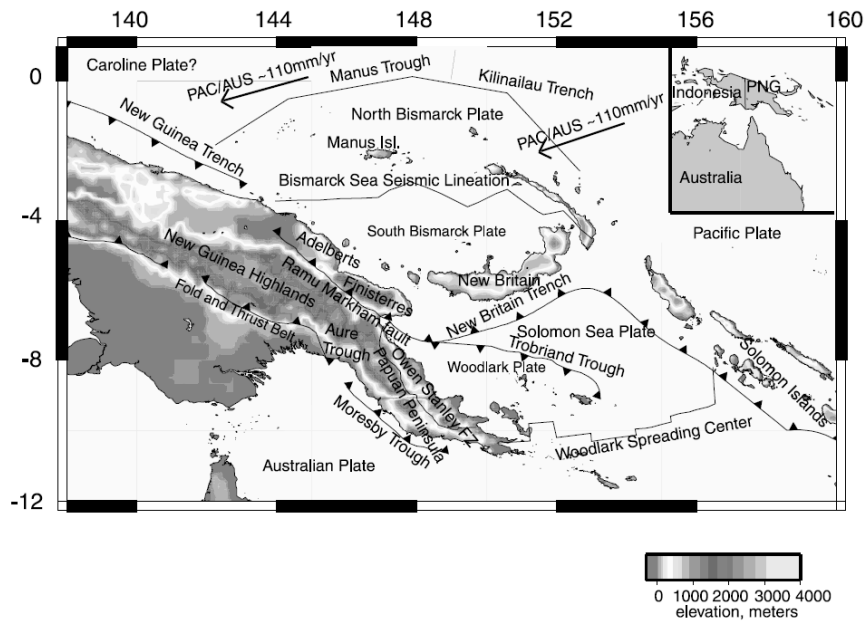 140 144 148 152 156 160
0
-4
-8
-12
Caroline Plate?
PAC/AUS ~110mm/yr
Manus Trough
Kilinailau Trench
PAC/AUS ~110mm/yr
New Guinea Trench
North Bismarck Plate
Manus Isl.
Bismarck Sea Seismic Lineation
Indonesia
PNG
Australia
Pacific Plate
South Bismarck Plate
Adelberts
New Guinea Highlands
Ramu Markham fault
Finisterres
New Britain
New Britain Trench
Fold and Thrust Belt
Aure
Trough
Solomon Sea Plate
Trobriand Trough
Woodlark Plate
Owen Stanley FZ
Papuan Peninsula
Moresby Trough
Solomon Islands
Woodlark Spreading Center
Australian Plate
0 1000 2000 3000 4000
elevation, meters